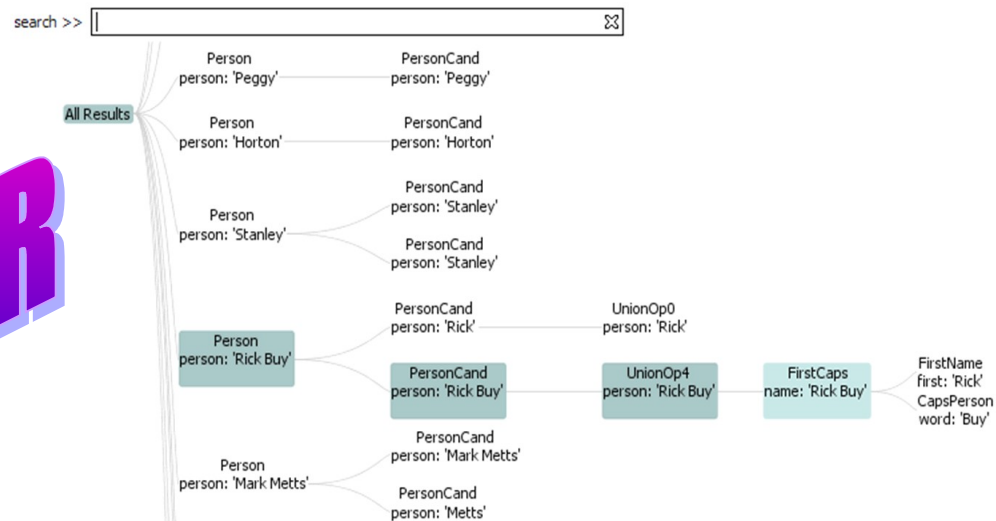 search >>
Person
person: 'Peggy'
PersonCand
person: 'Peggy'
All Results
Person
person: 'Horton'
PersonCand
person: 'Horton'
R
Person
person: 'Stanley'
PersonCand
person: 'Stanley'
PersonCand
person: 'Stanley'
Person
person: 'Rick Buy'
PersonCand
person: 'Rick'
UnionOp0
person: 'Rick'
PersonCand
person: 'Rick Buy'
UnionOp4
person: 'Rick Buy'
FirstCaps
name: 'Rick Buy'
FirstName
first: 'Rick'
CapsPerson
word: 'Buy'
Person
person: 'Mark Metts'
PersonCand
person: 'Mark Metts'
PersonCand
person: 'Metts'